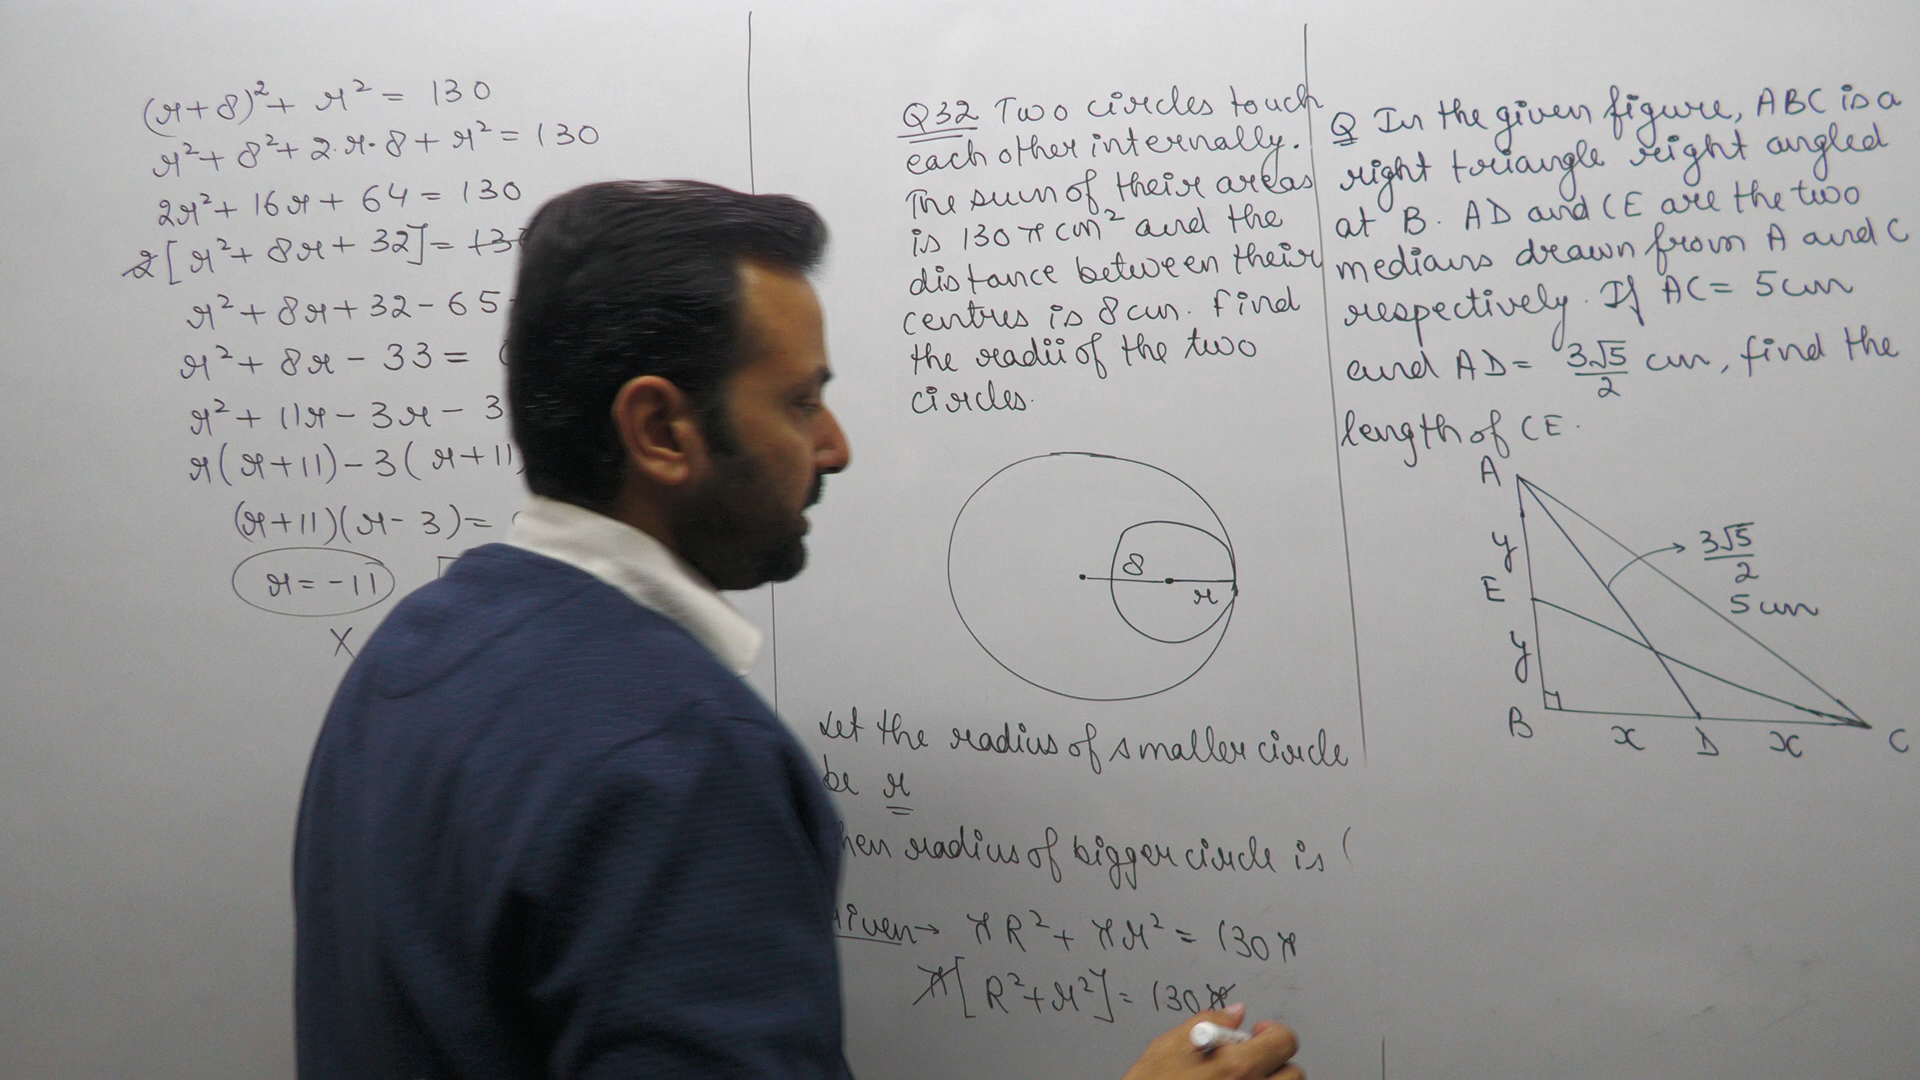 (r+8)²+ r² = 130
r²+ 8²+ 2.r.8 + r² = 130
2r²+ 16r + 64 = 130
2[r²+ 8r + 32] = 13
r²+ 8r + 32 - 65
r²+ 8r - 33 =
r²+ 11r - 3r - 3
r(r+11) - 3(r+11)
(r+11)(r- 3)=
r = -11
X
Q32 Two circles touch
each other internally.
The sum of their areas
is 130 π cm² and the
distance between their
centres is 8 cm. Find
the radii of the two
circles.
8
r
Let the radius of smaller circle
be r
hen radius of bigger circle is (
iven→ πR²+ πr² = 130π
π[R²+r²] = 130π
Q In the given figure, ABC is a
right triangle right angled
at B. AD and CE are the two
medians drawn from A and C
respectively. If AC = 5cm
and AD = 3√5/2 cm, find the
length of CE.
A
y
3√5/2
E
5 cm
y
B
x
D
x
C